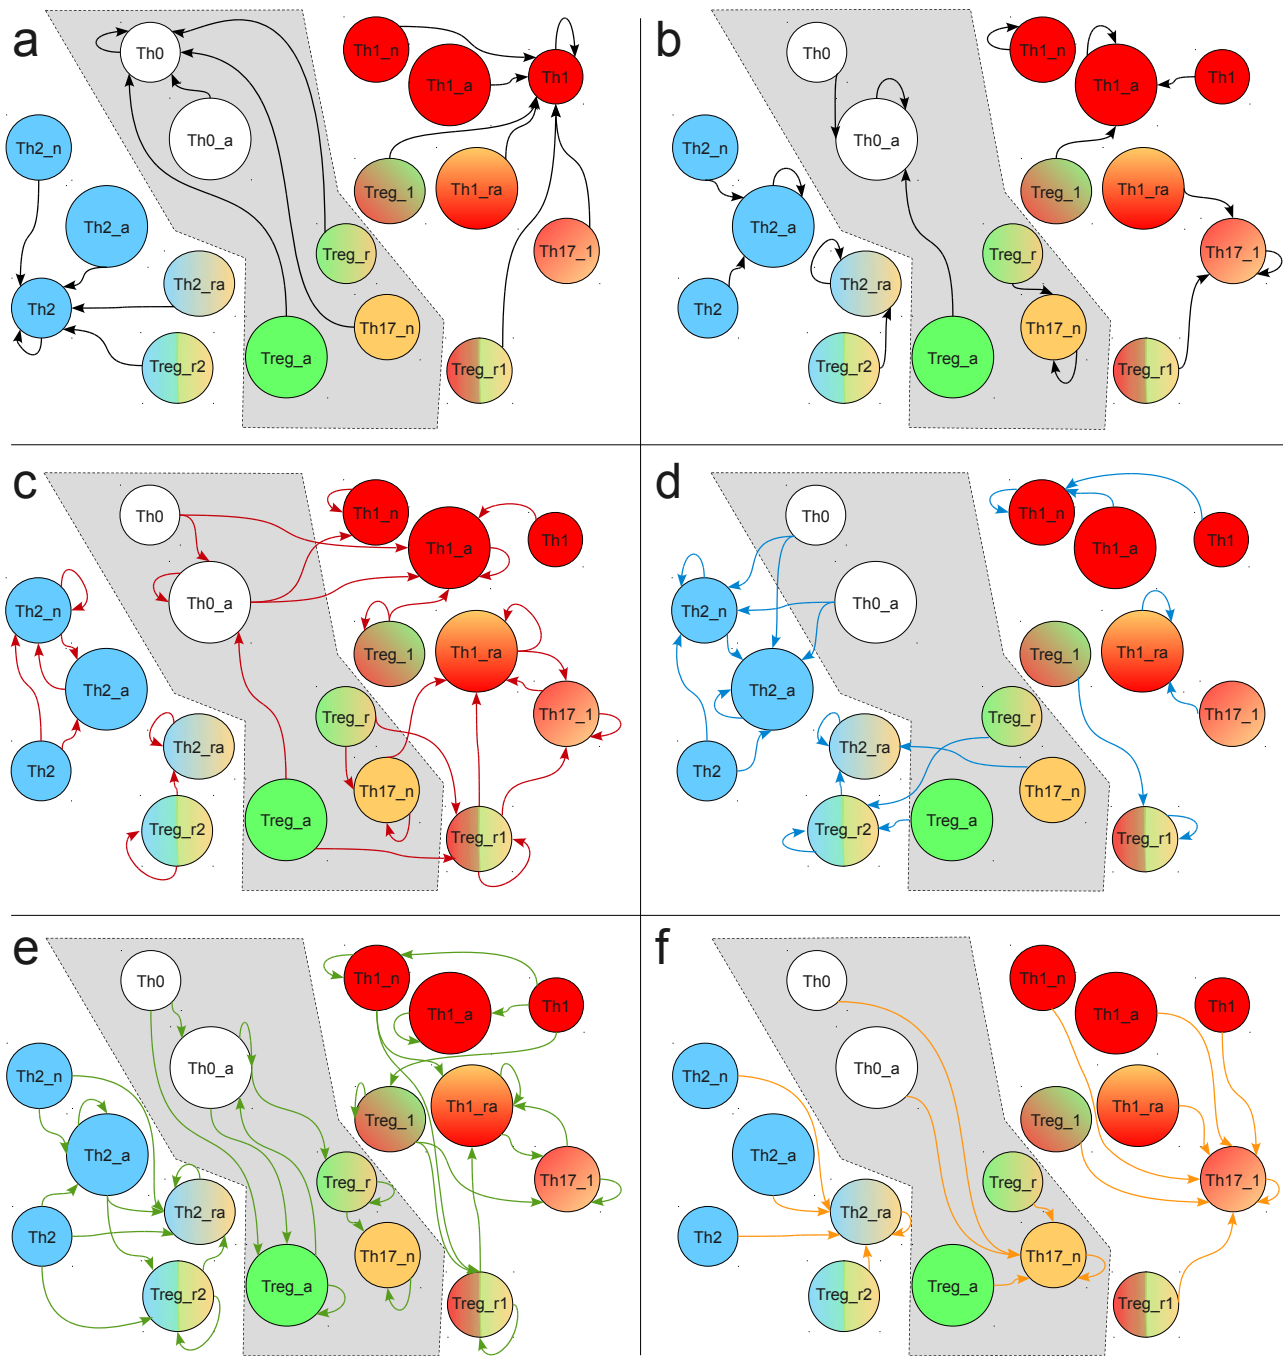 a
Th0
Th1_n
Th1_a
Th1
Th0_a
Th2_n
Treg_1
Th1_ra
Th2_a
Treg_r
Th17_1
Th2_ra
Th2
Th17_n
Treg_r2
Treg_a
Treg_r1
b
Th0
Th1_n
Th1_a
Th1
Th0_a
Th2_n
Treg_1
Th1_ra
Th2_a
Treg_r
Th17_1
Th2_ra
Th2
Th17_n
Treg_r2
Treg_a
Treg_r1
c
Th0
Th1_n
Th1_a
Th1
Th0_a
Th2_n
Treg_1
Th1_ra
Th2_a
Treg_r
Th17_1
Th2_ra
Th2
Th17_n
Treg_r2
Treg_a
Treg_r1
d
Th0
Th1_n
Th1_a
Th1
Th0_a
Th2_n
Treg_1
Th1_ra
Th2_a
Treg_r
Th17_1
Th2_ra
Th2
Th17_n
Treg_r2
Treg_a
Treg_r1
e
Th0
Th1_n
Th1_a
Th1
Th0_a
Th2_n
Treg_1
Th1_ra
Th2_a
Treg_r
Th17_1
Th2_ra
Th2
Th17_n
Treg_r2
Treg_a
Treg_r1
f
Th0
Th1_n
Th1_a
Th1
Th0_a
Th2_n
Treg_1
Th1_ra
Th2_a
Treg_r
Th17_1
Th2_ra
Th2
Th17_n
Treg_r2
Treg_a
Treg_r1